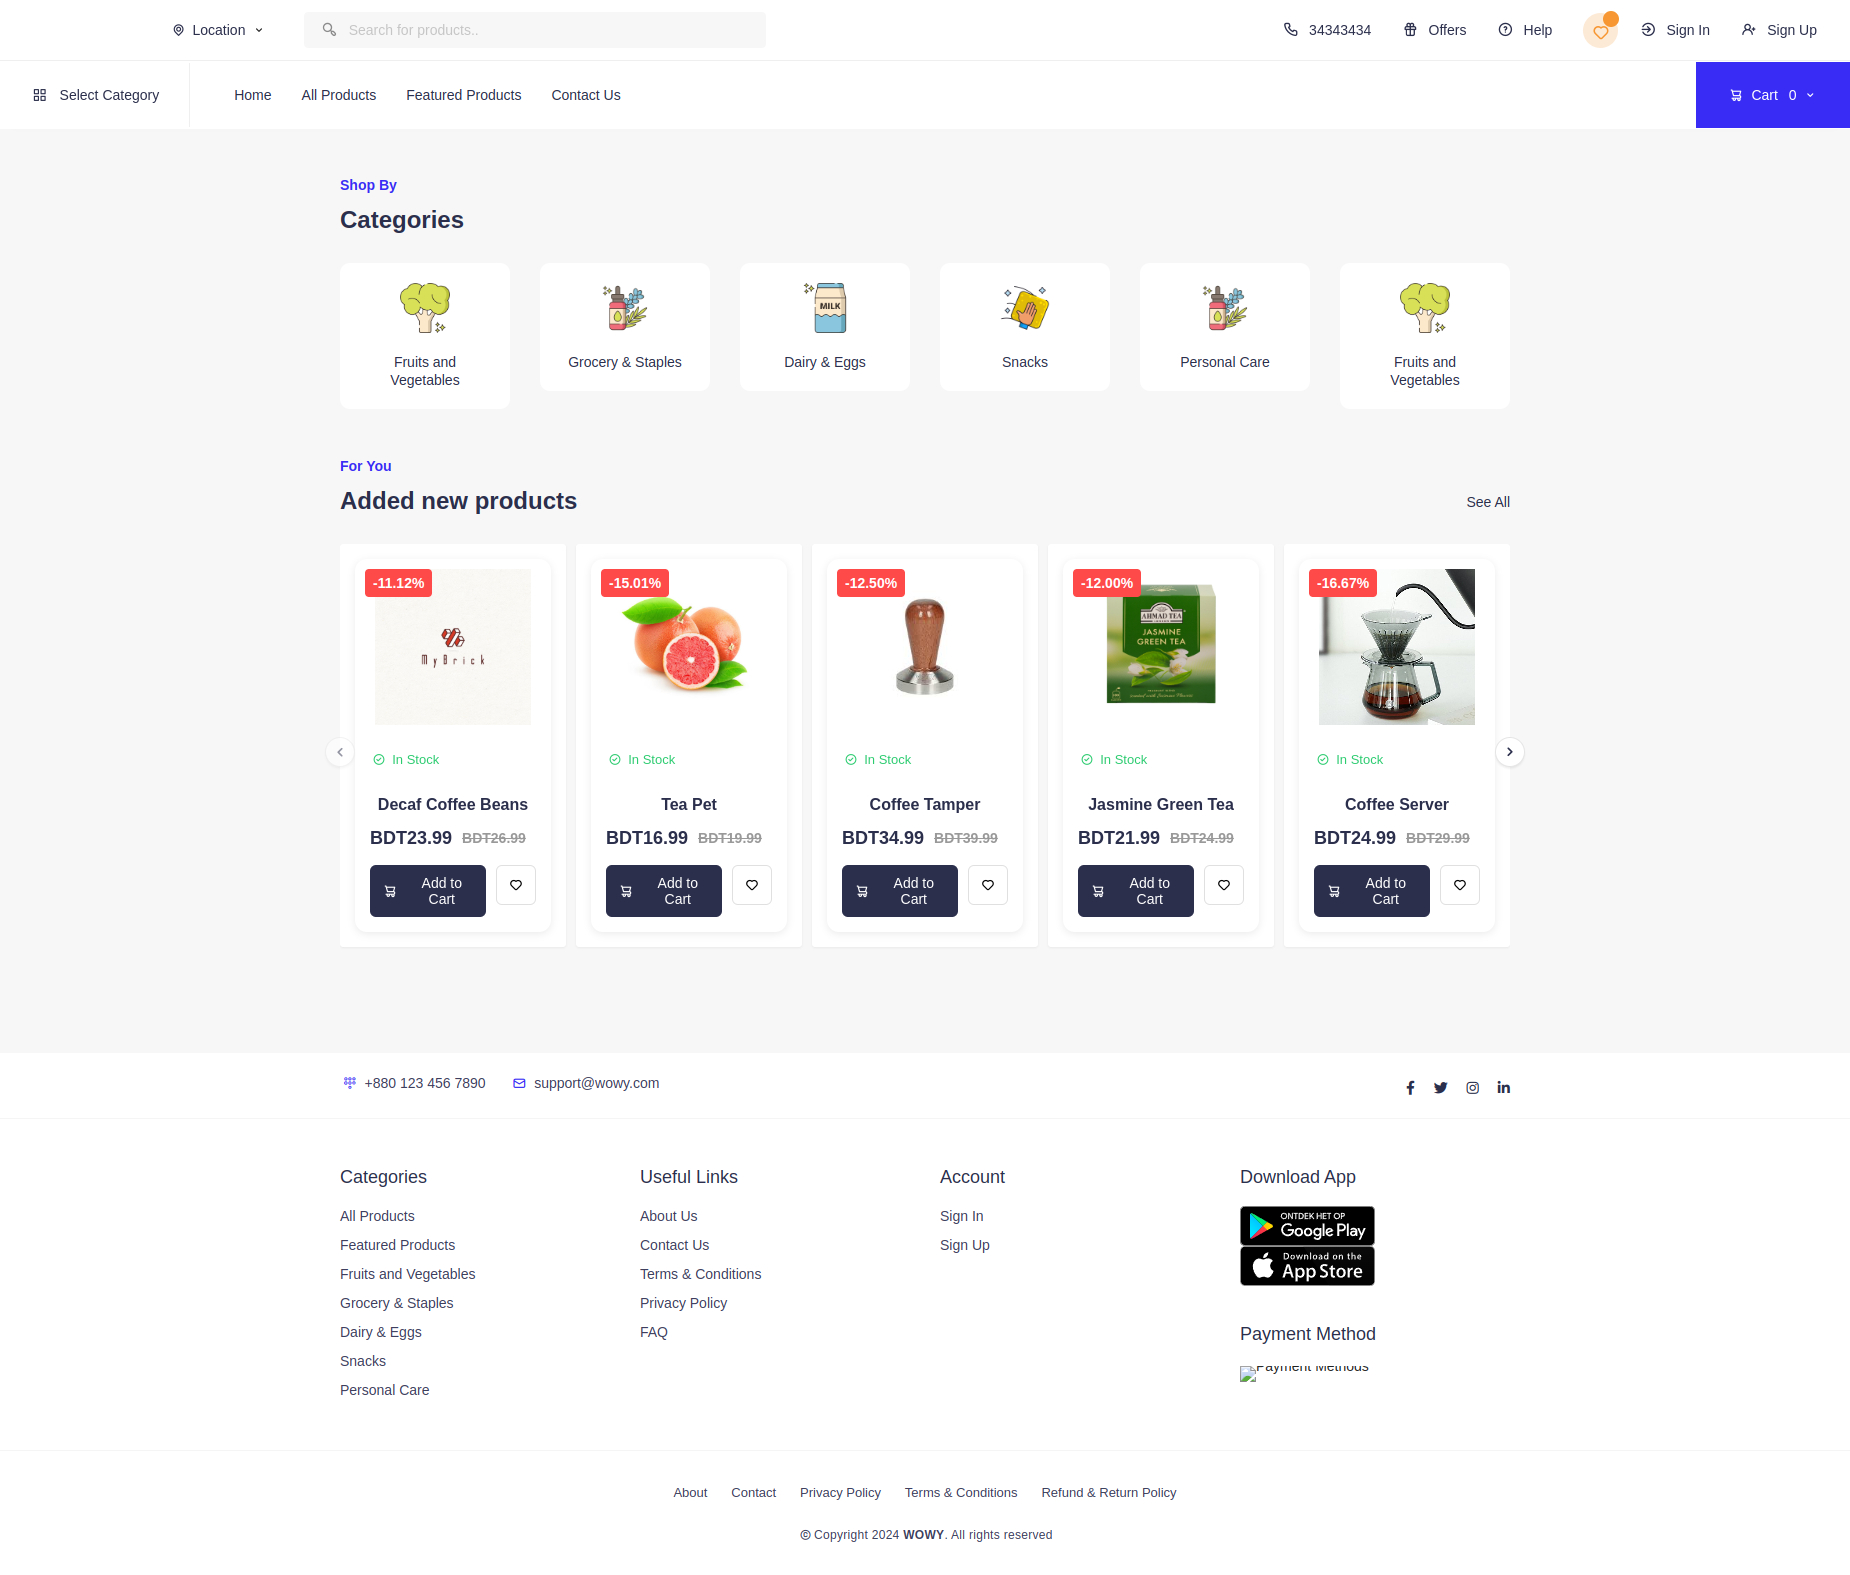 Location
Search for products..
34343434
Offers
Help
Sign In
Sign Up
Select Category
Home
All Products
Featured Products
Contact Us
Cart 0
Shop By
Categories
MILK
Fruits and
Vegetables
Grocery & Staples
Dairy & Eggs
Snacks
Personal Care
Fruits and
Vegetables
For You
Added new products
See All
-11.12%
-15.01%
-12.50%
-12.00%
-16.67%
MyBrick
AHMAD TEA
JASMINE
GREEN TEA
In Stock
In Stock
In Stock
In Stock
In Stock
Decaf Coffee Beans
Tea Pet
Coffee Tamper
Jasmine Green Tea
Coffee Server
BDT23.99 BDT26.99
BDT16.99 BDT19.99
BDT34.99 BDT39.99
BDT21.99 BDT24.99
BDT24.99 BDT29.99
Add to
Cart
Add to
Cart
Add to
Cart
Add to
Cart
Add to
Cart
+880 123 456 7890
support@wowy.com
Categories
All Products
Featured Products
Fruits and Vegetables
Grocery & Staples
Dairy & Eggs
Snacks
Personal Care
Useful Links
About Us
Contact Us
Terms & Conditions
Privacy Policy
FAQ
Account
Sign In
Sign Up
Download App
ONTDEK HET OP
Google Play
Download on the
App Store
Payment Method
Payment Methods
About
Contact
Privacy Policy
Terms & Conditions
Refund & Return Policy
© Copyright 2024 WOWY. All rights reserved